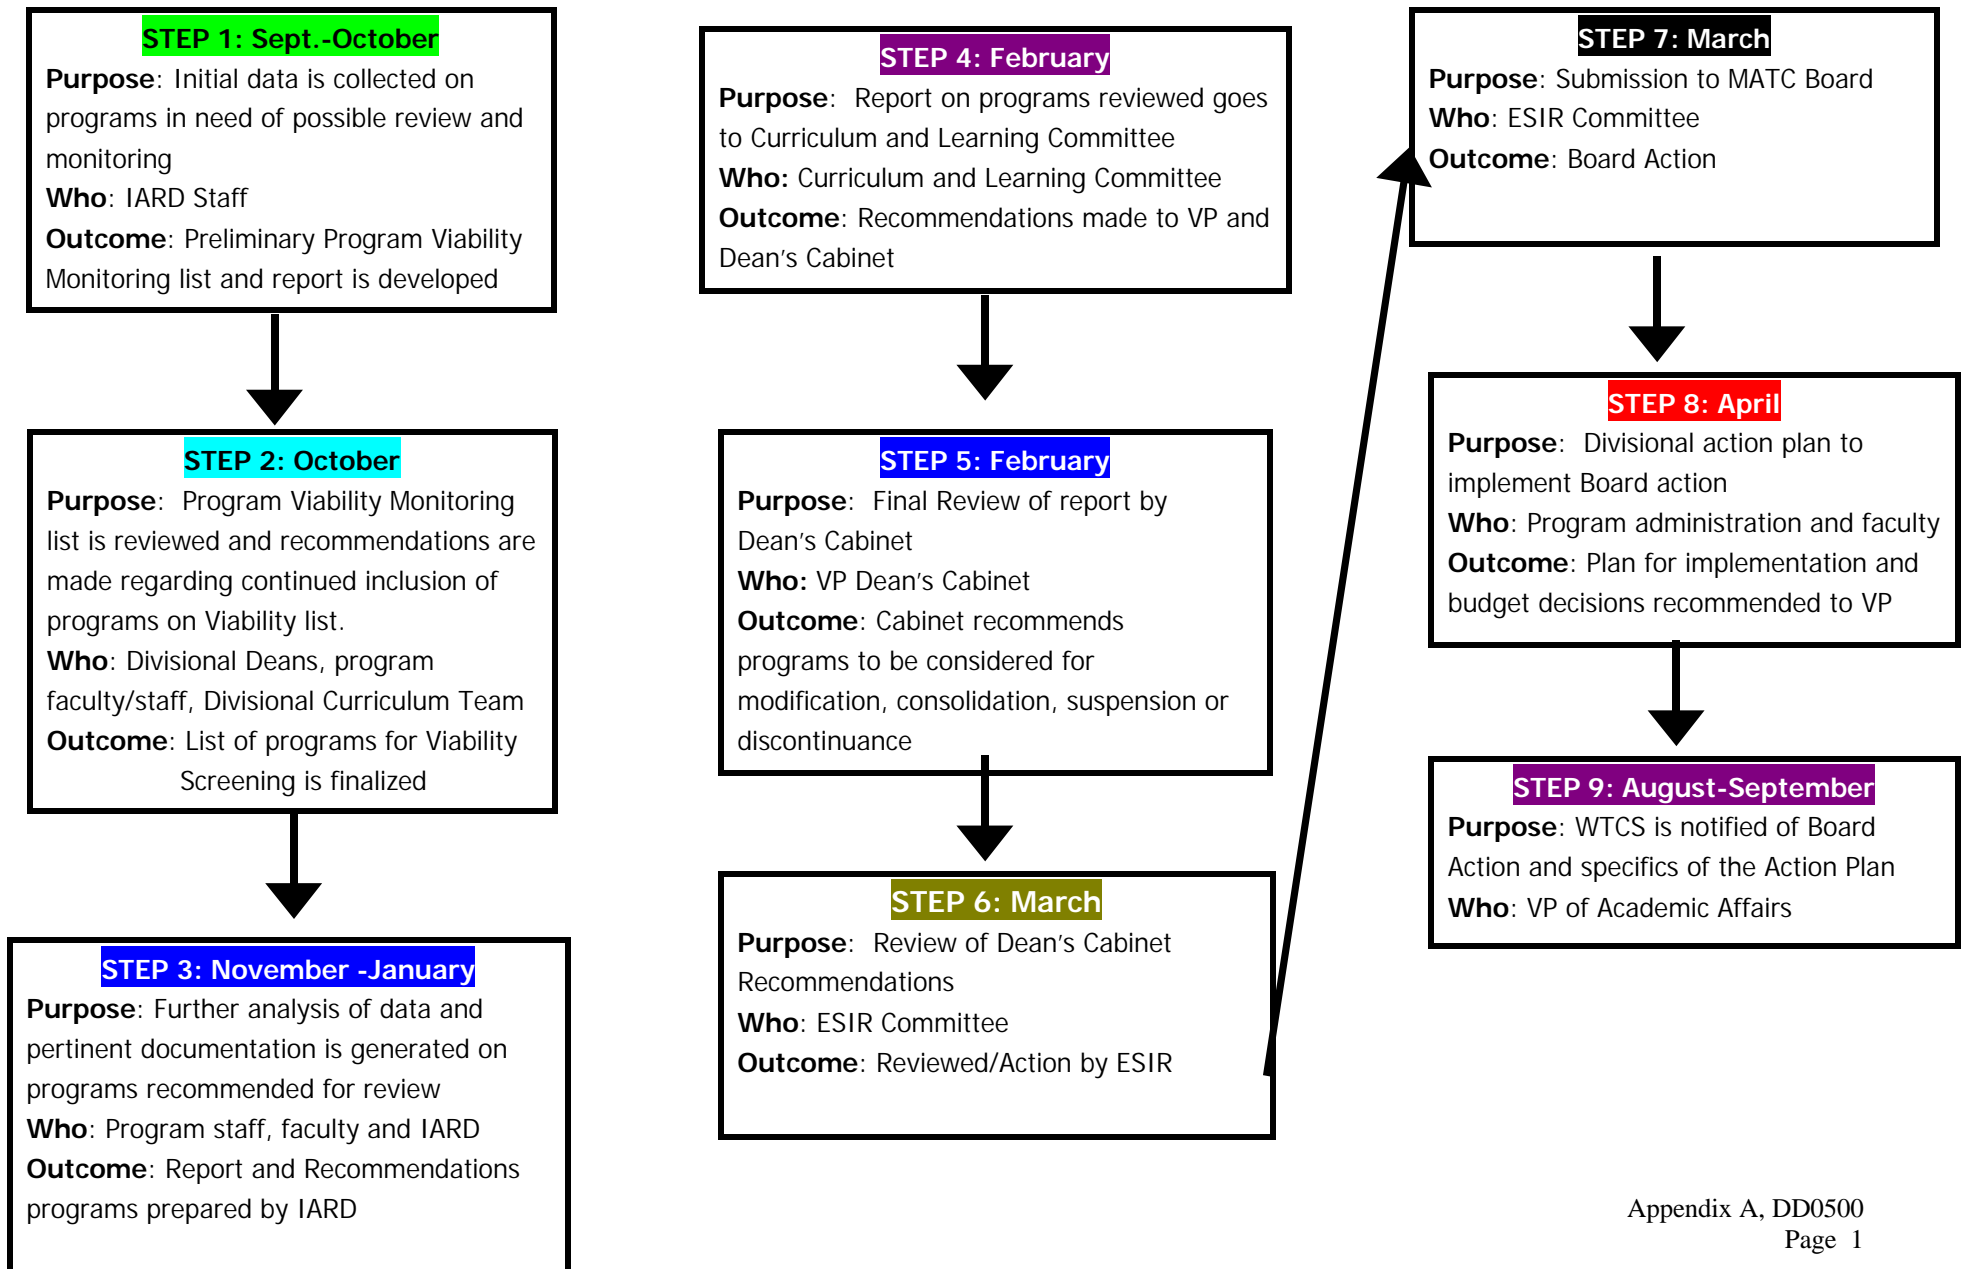 STEP 1: Sept.-October
Purpose: Initial data is collected on
programs in need of possible review and
monitoring
Who: IARD Staff
Outcome: Preliminary Program Viability
Monitoring list and report is developed
STEP 2: October
Purpose: Program Viability Monitoring
list is reviewed and recommendations are
made regarding continued inclusion of
programs on Viability list.
Who: Divisional Deans, program
faculty/staff, Divisional Curriculum Team
Outcome: List of programs for Viability
Screening is finalized
STEP 3: November -January
Purpose: Further analysis of data and
pertinent documentation is generated on
programs recommended for review
Who: Program staff, faculty and IARD
Outcome: Report and Recommendations
programs prepared by IARD
STEP 4: February
Purpose: Report on programs reviewed goes
to Curriculum and Learning Committee
Who: Curriculum and Learning Committee
Outcome: Recommendations made to VP and
Dean's Cabinet
STEP 5: February
Purpose: Final Review of report by
Dean's Cabinet
Who: VP Dean's Cabinet
Outcome: Cabinet recommends
programs to be considered for
modification, consolidation, suspension or
discontinuance
STEP 6: March
Purpose: Review of Dean's Cabinet
Recommendations
Who: ESIR Committee
Outcome: Reviewed/Action by ESIR
STEP 7: March
Purpose: Submission to MATC Board
Who: ESIR Committee
Outcome: Board Action
STEP 8: April
Purpose: Divisional action plan to
implement Board action
Who: Program administration and faculty
Outcome: Plan for implementation and
budget decisions recommended to VP
STEP 9: August-September
Purpose: WTCS is notified of Board
Action and specifics of the Action Plan
Who: VP of Academic Affairs
Appendix A, DD0500
Page 1